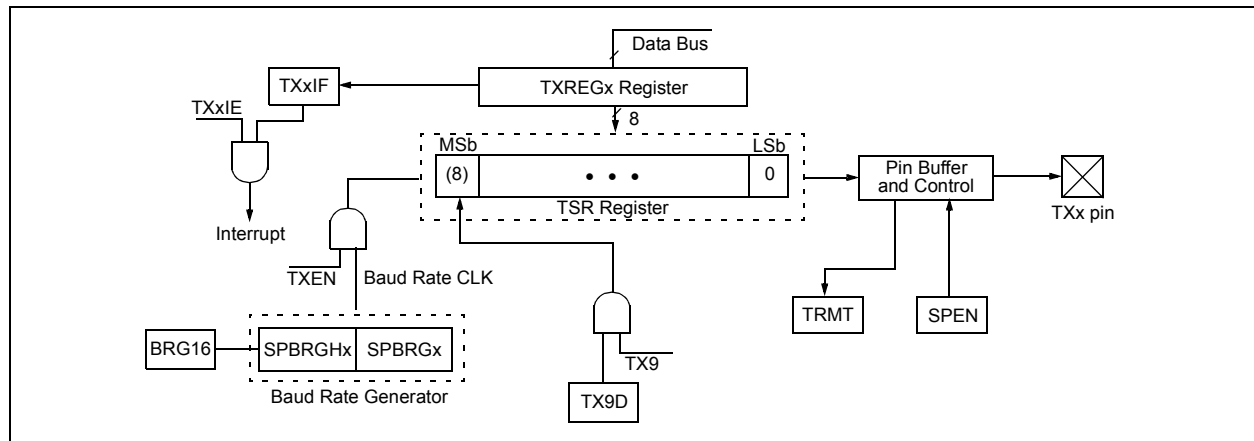 Data Bus
TXxIF
TXREGx Register
TXxIE
8
MSb
LSb
(8)
• • •
0
TSR Register
Pin Buffer
and Control
TXx pin
Interrupt
TXEN
Baud Rate CLK
TRMT
SPEN
BRG16
SPBRGHx
SPBRGx
TX9
Baud Rate Generator
TX9D